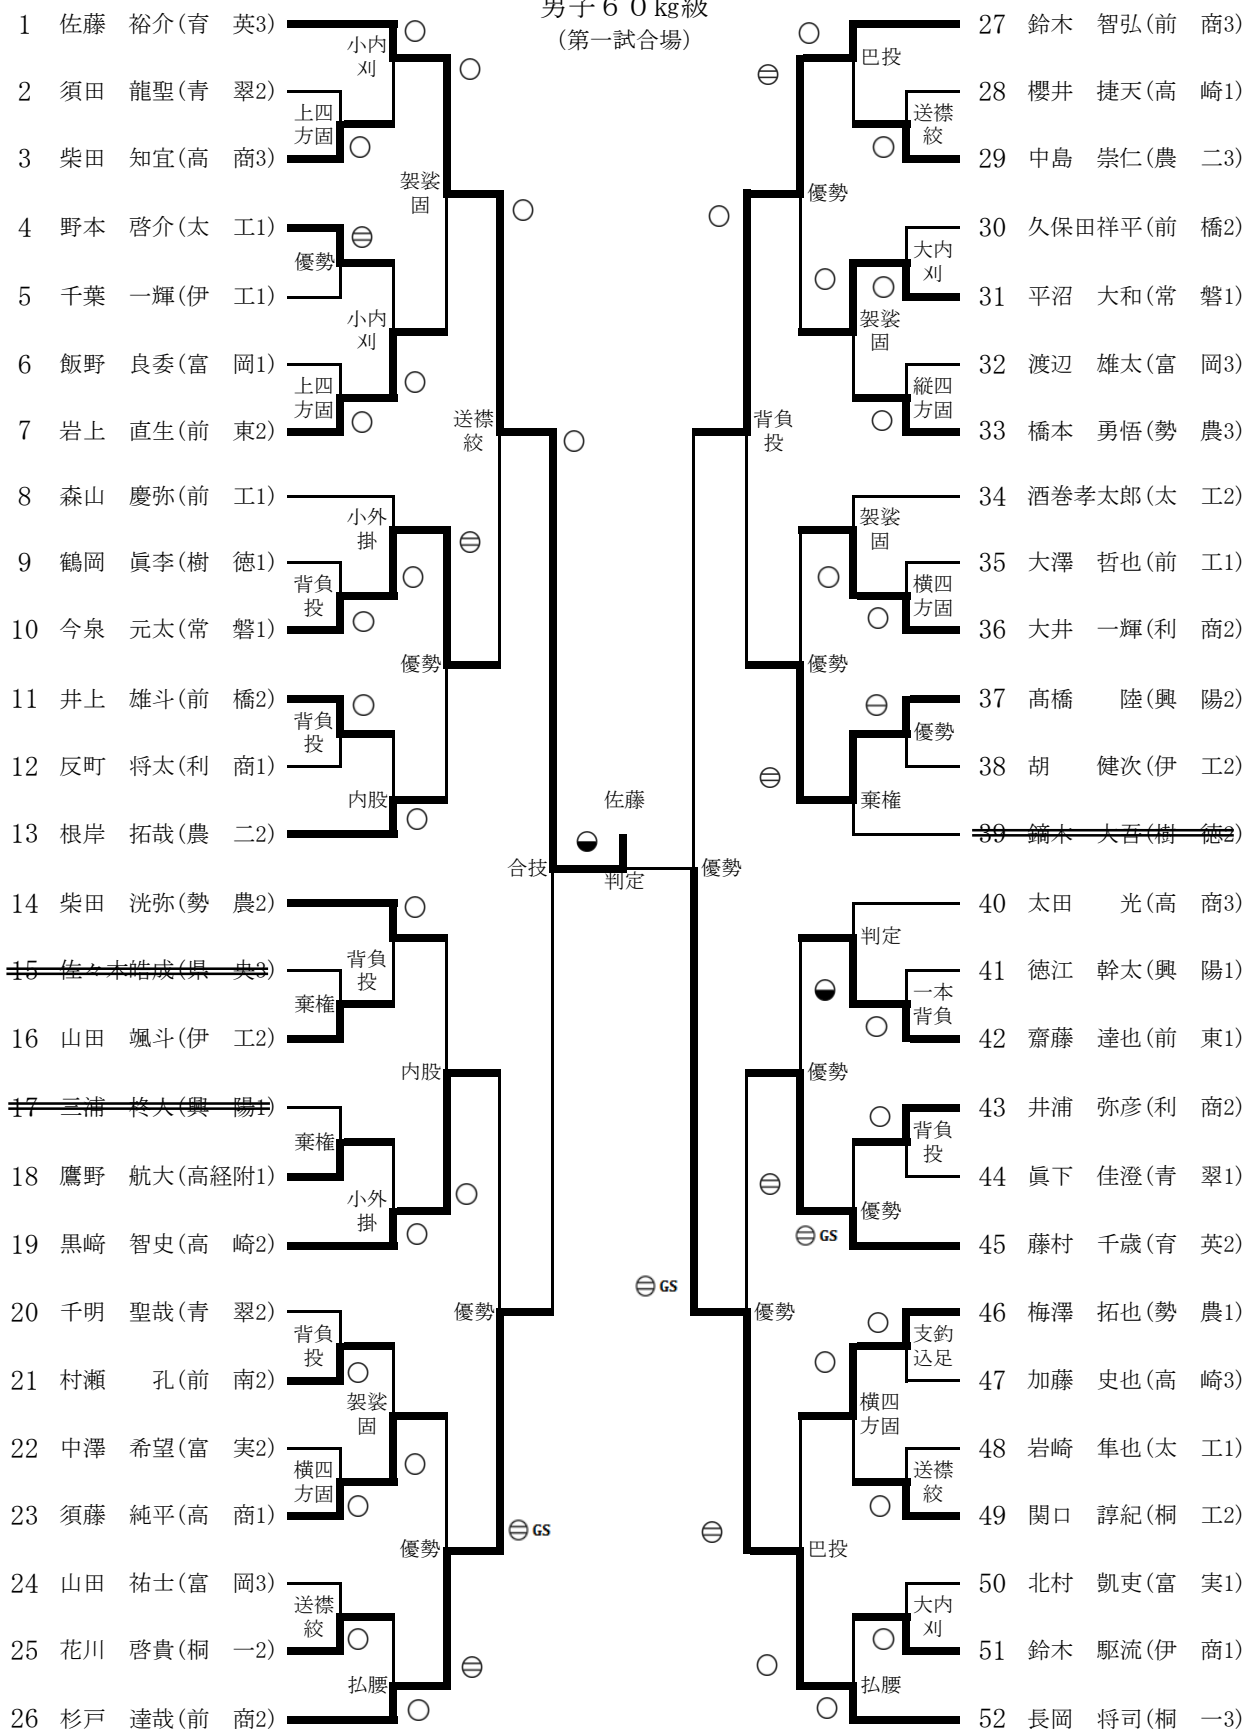 男子６０kg級
(第一試合場)
1 佐藤 裕介(育 英3)
2 須田 龍聖(青 翠2)
3 柴田 知宜(高 商3)
4 野本 啓介(太 工1)
5 千葉 一輝(伊 工1)
6 飯野 良委(富 岡1)
7 岩上 直生(前 東2)
8 森山 慶弥(前 工1)
9 鶴岡 眞李(樹 徳1)
10 今泉 元太(常 磐1)
11 井上 雄斗(前 橋2)
12 反町 将太(利 商1)
13 根岸 拓哉(農 二2)
14 柴田 洸弥(勢 農2)
15 佐々木皓成(県 央3)
16 山田 颯斗(伊 工2)
17 三浦 柊人(興 陽1)
18 鷹野 航大(高経附1)
19 黒﨑 智史(高 崎2)
20 千明 聖哉(青 翠2)
21 村瀬 孔(前 南2)
22 中澤 希望(富 実2)
23 須藤 純平(高 商1)
24 山田 祐士(富 岡3)
25 花川 啓貴(桐 一2)
26 杉戸 達哉(前 商2)
小内
刈
上四
方固
袈裟
固
優勢
小内
刈
上四
方固
送襟
絞
小外
掛
背負
投
優勢
背負
投
内股
合技
背負
投
棄権
内股
棄権
小外
掛
優勢
背負
投
袈裟
固
横四
方固
GS
優勢
送襟
絞
払腰
佐藤
判定
優勢
GS
27 鈴木 智弘(前 商3)
28 櫻井 捷天(高 崎1)
29 中島 崇仁(農 二3)
30 久保田祥平(前 橋2)
31 平沼 大和(常 磐1)
32 渡辺 雄太(富 岡3)
33 橋本 勇悟(勢 農3)
34 酒巻孝太郎(太 工2)
35 大澤 哲也(前 工1)
36 大井 一輝(利 商2)
37 髙橋 陸(興 陽2)
38 胡 健次(伊 工2)
39 鏑木 大吾(樹 徳2)
40 太田 光(高 商3)
41 徳江 幹太(興 陽1)
42 齋藤 達也(前 東1)
43 井浦 弥彦(利 商2)
44 眞下 佳澄(青 翠1)
45 藤村 千歳(育 英2)
46 梅澤 拓也(勢 農1)
47 加藤 史也(高 崎3)
48 岩崎 隼也(太 工1)
49 関口 諄紀(桐 工2)
50 北村 凱吏(富 実1)
51 鈴木 駆流(伊 商1)
52 長岡 将司(桐 一3)
巴投
送襟
絞
優勢
大内
刈
袈裟
固
縦四
方固
背負
投
袈裟
固
横四
方固
優勢
優勢
棄権
判定
一本
背負
優勢
背負
投
優勢
GS
優勢
支釣
込足
横四
方固
送襟
絞
巴投
大内
刈
払腰